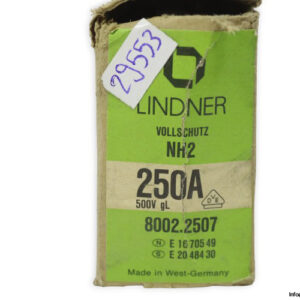 29553
LINDNER
VOLLSCHUTZ
NH2
250A
500V gL
8002.2507
N E 16 705 49
S E 20 484 30
Made in West-Germany